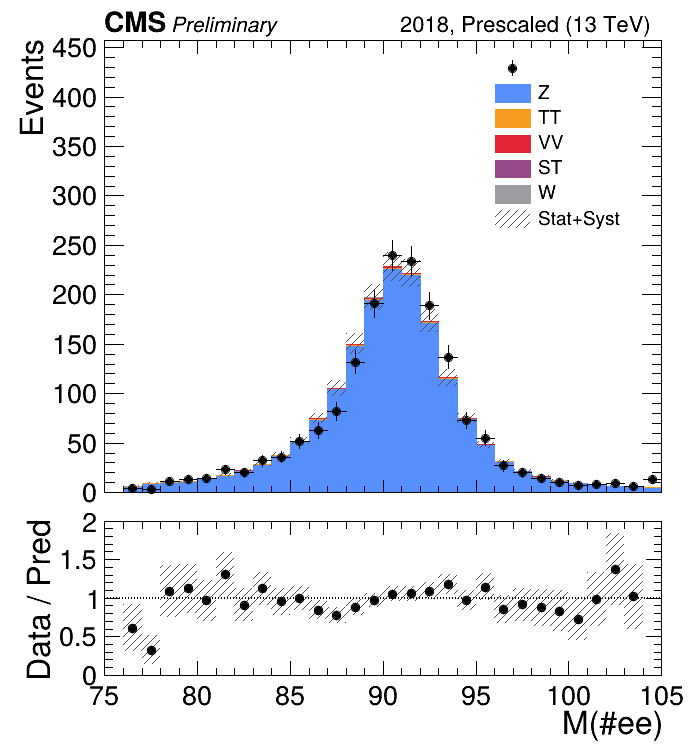 CMS Preliminary 2018, Prescaled (13 TeV)
Events
450
400
350
300
250
200
150
100
50
0
Z
TT
VV
ST
W
Stat+Syst
Data / Pred
2
1.5
1
0.5
0
75 80 85 90 95 100 105
M(#ee)